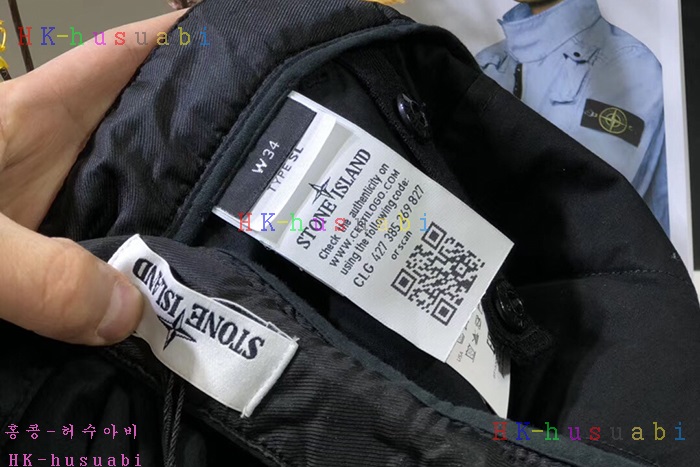 HK-husuabi
W 34
TYPE SL
STONE ISLAND
Check the authenticity on
WWW.CERTILOGO.COM
using the following code:
CLG 427 385 269 827
or scan
HK-husuabi
STONE ISLAND
HK-husuabi
홍콩-허수아비
HK-husuabi